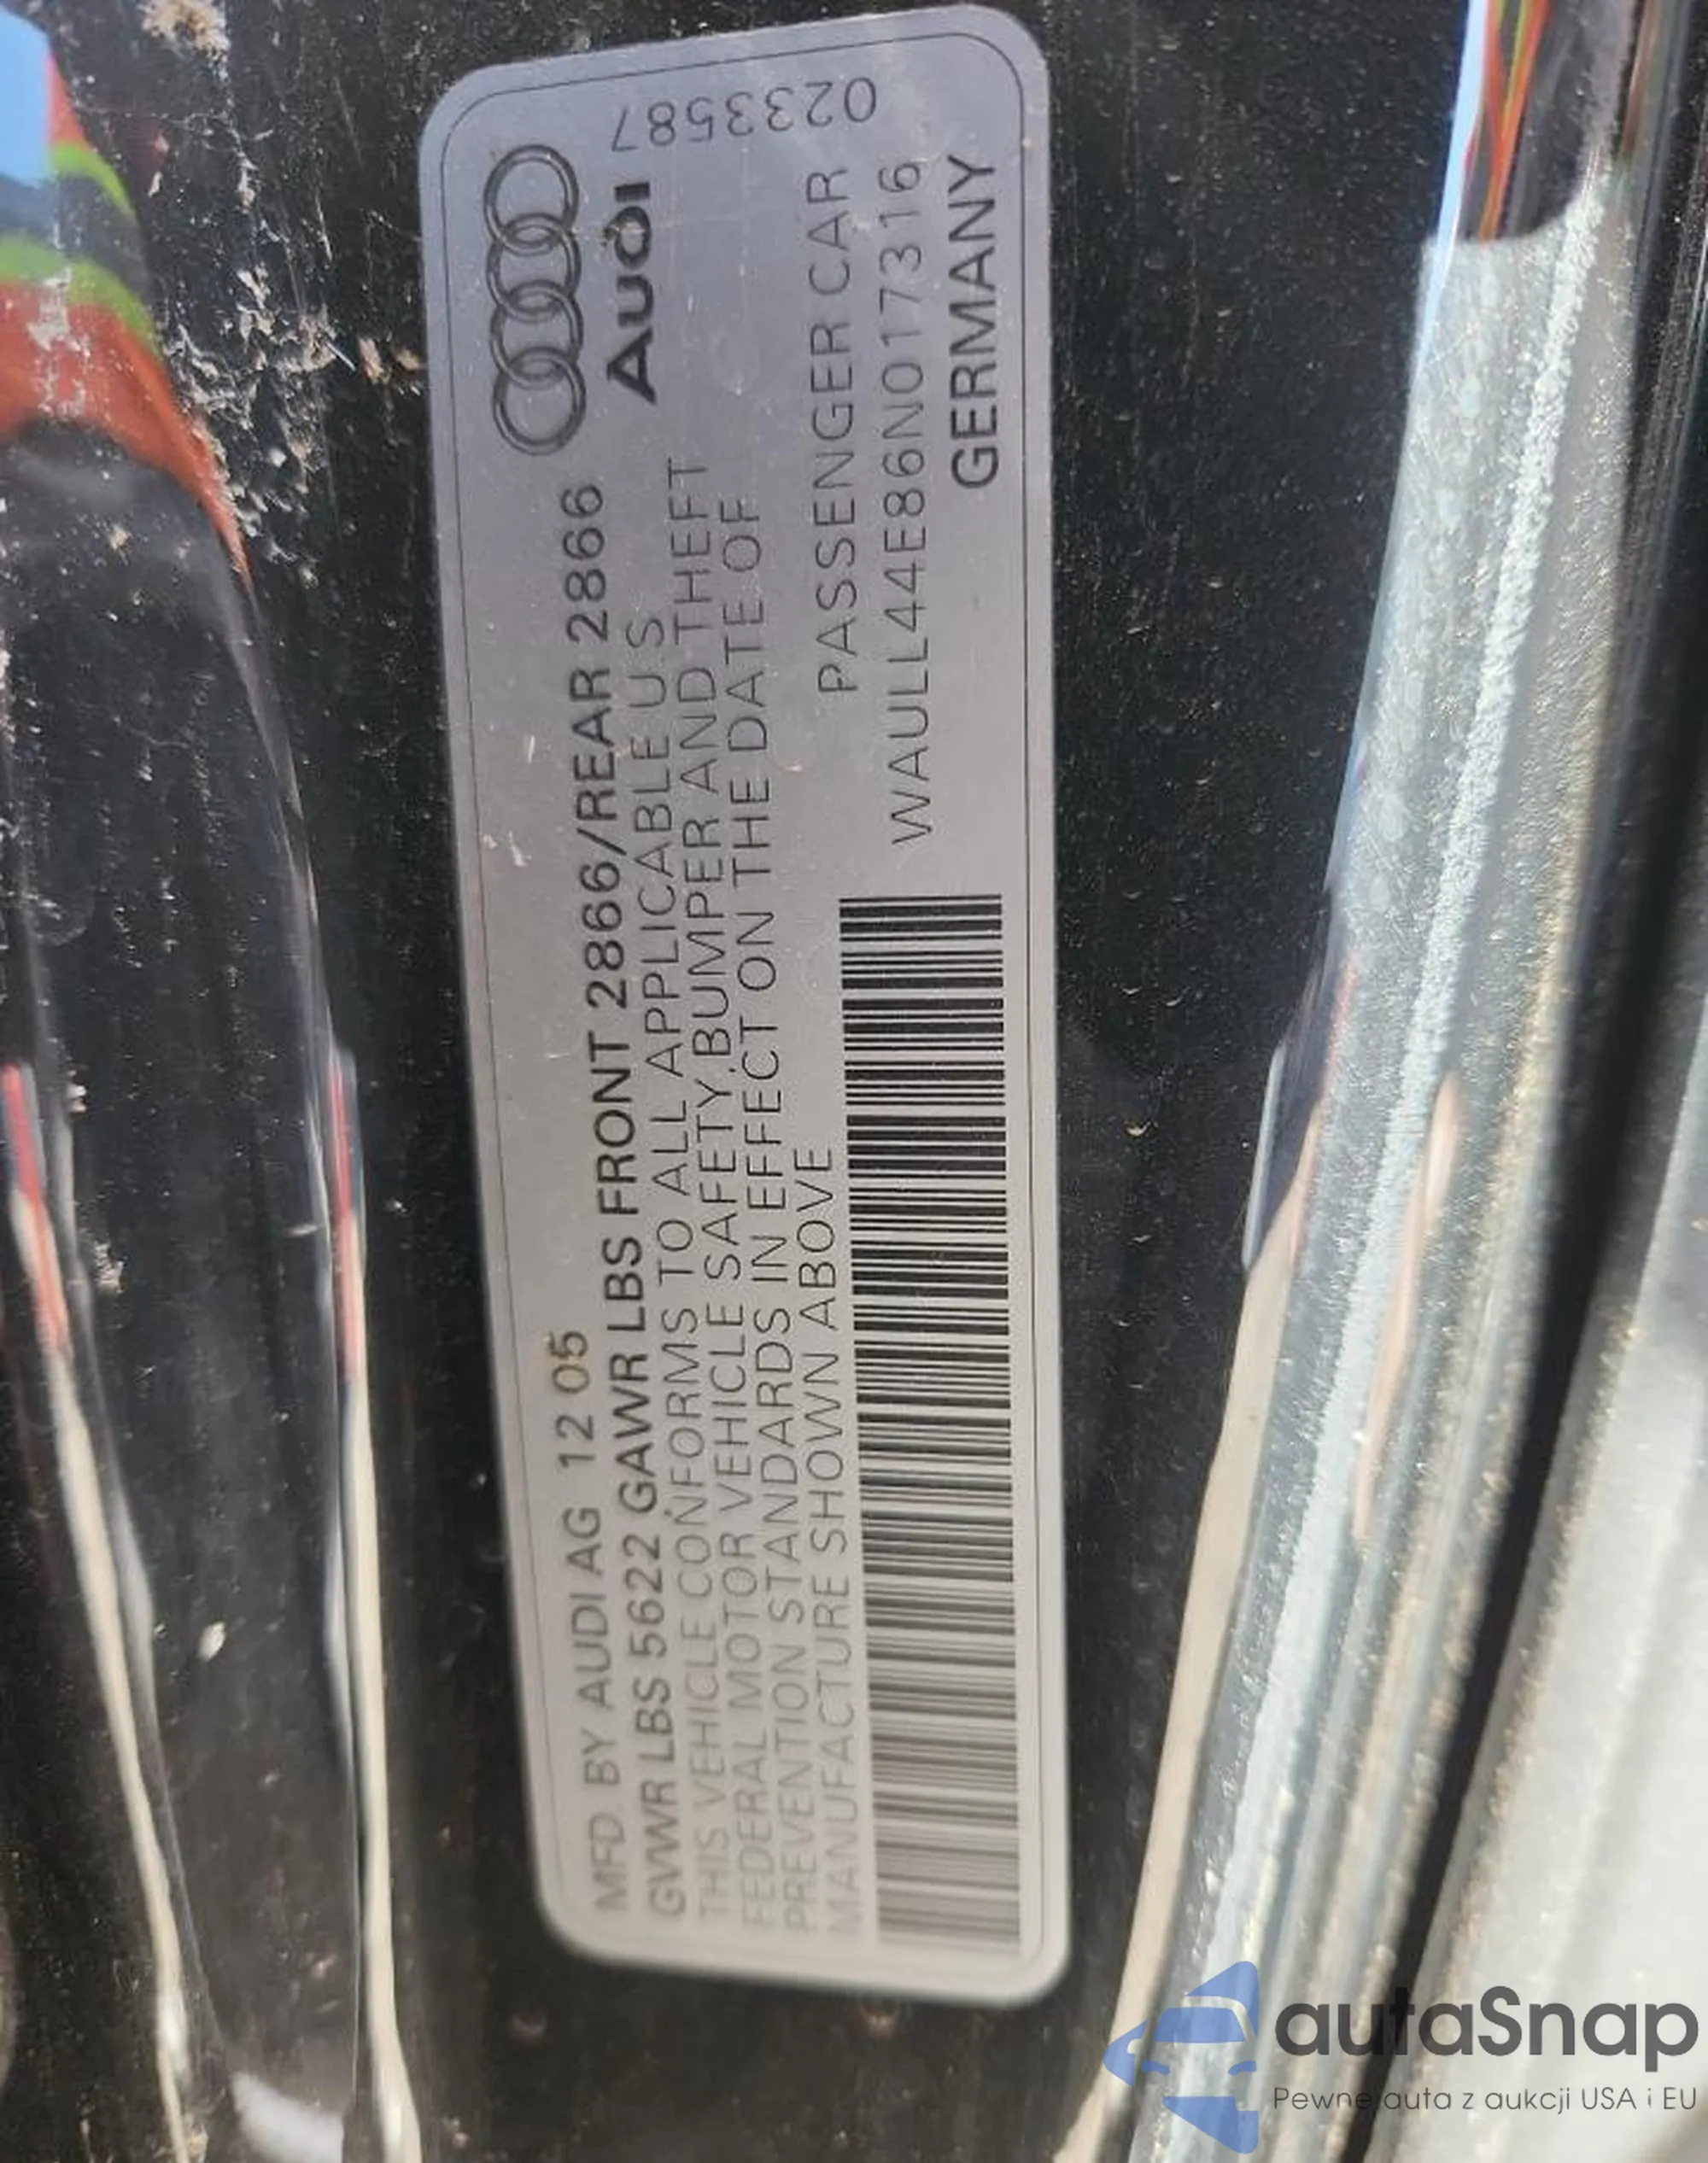 MFD. BY AUDI AG 12 05
GVWR LBS 5622 GAWR LBS FRONT 2866/REAR 2866
THIS VEHICLE CONFORMS TO ALL APPLICABLE U S
FEDERAL MOTOR VEHICLE SAFETY, BUMPER AND THEFT
PREVENTION STANDARDS IN EFFECT ON THE DATE OF
MANUFACTURE SHOWN ABOVE
Audi
0233587
PASSENGER CAR
WAULL44E86N017316
GERMANY
autaSnap
Pewne auta z aukcji USA i EU